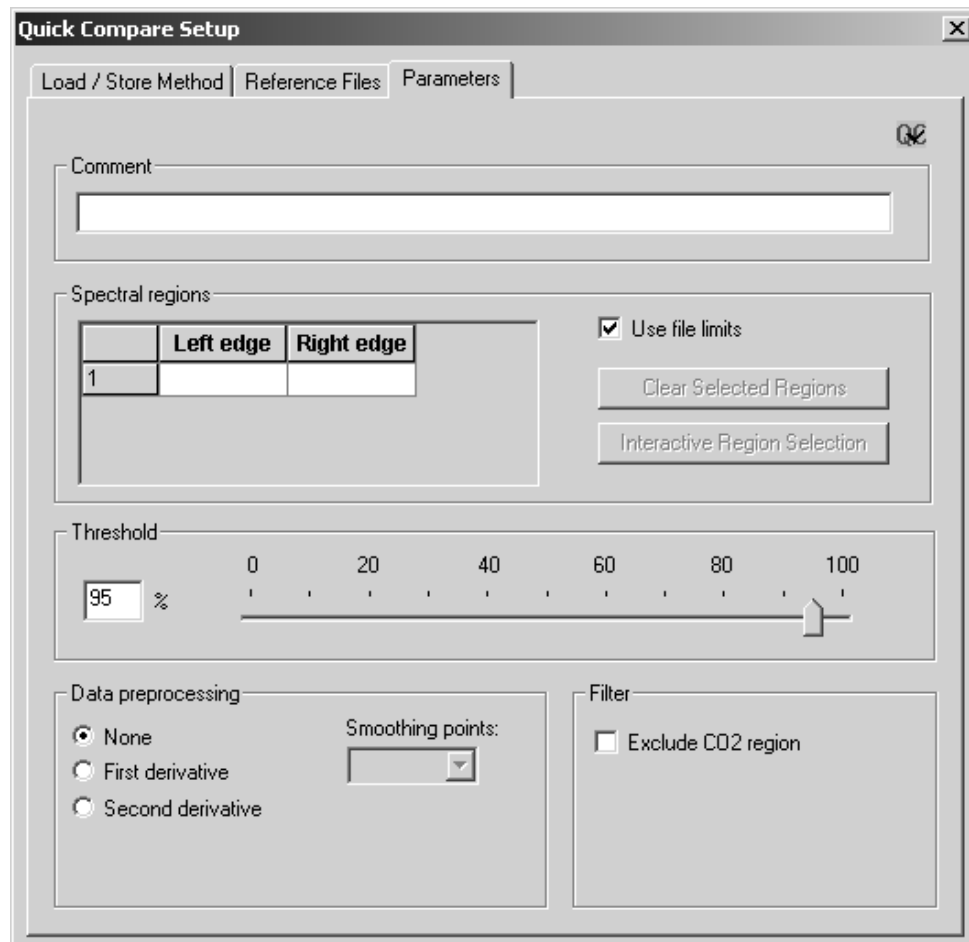 Quick Compare Setup
Load / Store Method Reference Files Parameters
QC
Comment
Spectral regions
Left edge Right edge
1
Use file limits
Clear Selected Regions
Interactive Region Selection
Threshold
0 20 40 60 80 100
95 %
Data preprocessing
None
First derivative
Second derivative
Smoothing points:
Filter
Exclude CO2 region